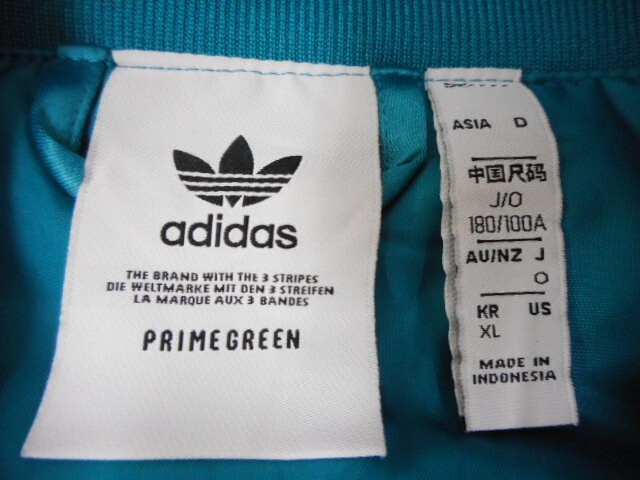 adidas
THE BRAND WITH THE 3 STRIPES
DIE WELTMARKE MIT DEN 3 STREIFEN
LA MARQUE AUX 3 BANDES
PRIMEGREEN
ASIA D
中国尺码
J/O
180/100A
AU/NZ J
O
KR US
XL
MADE IN
INDONESIA